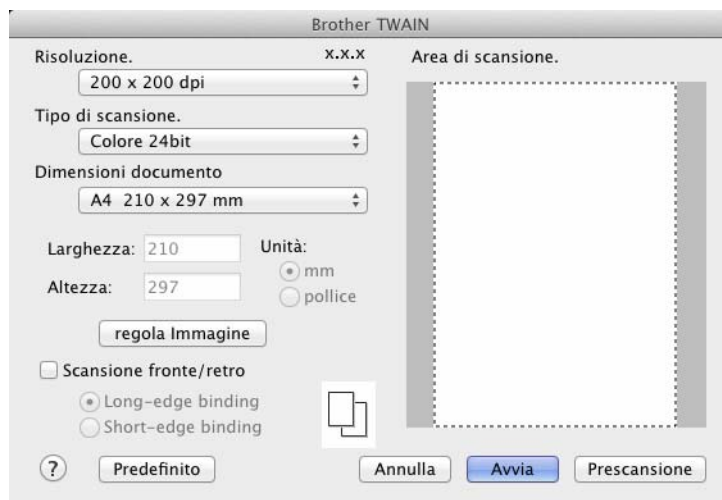 Brother TWAIN
Risoluzione.
x.x.x
200 x 200 dpi
Tipo di scansione.
Colore 24bit
Dimensioni documento
A4 210 x 297 mm
Larghezza: 210
Altezza: 297
Unità:
mm
pollice
regola Immagine
Scansione fronte/retro
Long-edge binding
Short-edge binding
? Predefinito
Area di scansione.
Annulla Avvia Prescansione